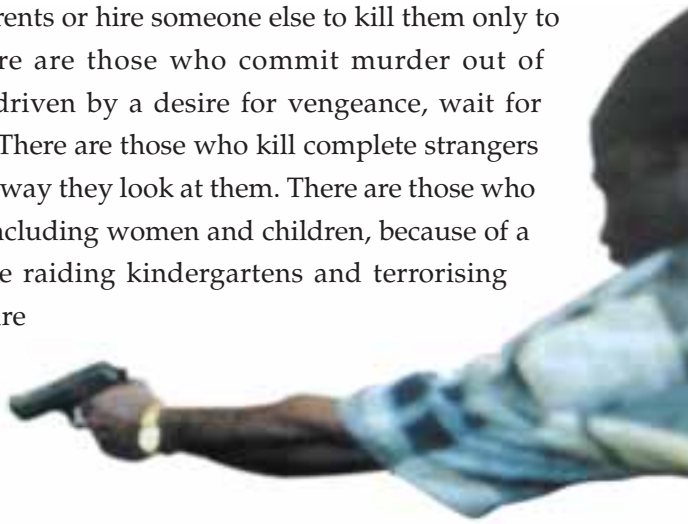 rents or hire someone else to kill them only to
re are those who commit murder out of
driven by a desire for vengeance, wait for
There are those who kill complete strangers
way they look at them. There are those who
ncluding women and children, because of a
e raiding kindergartens and terrorising
re